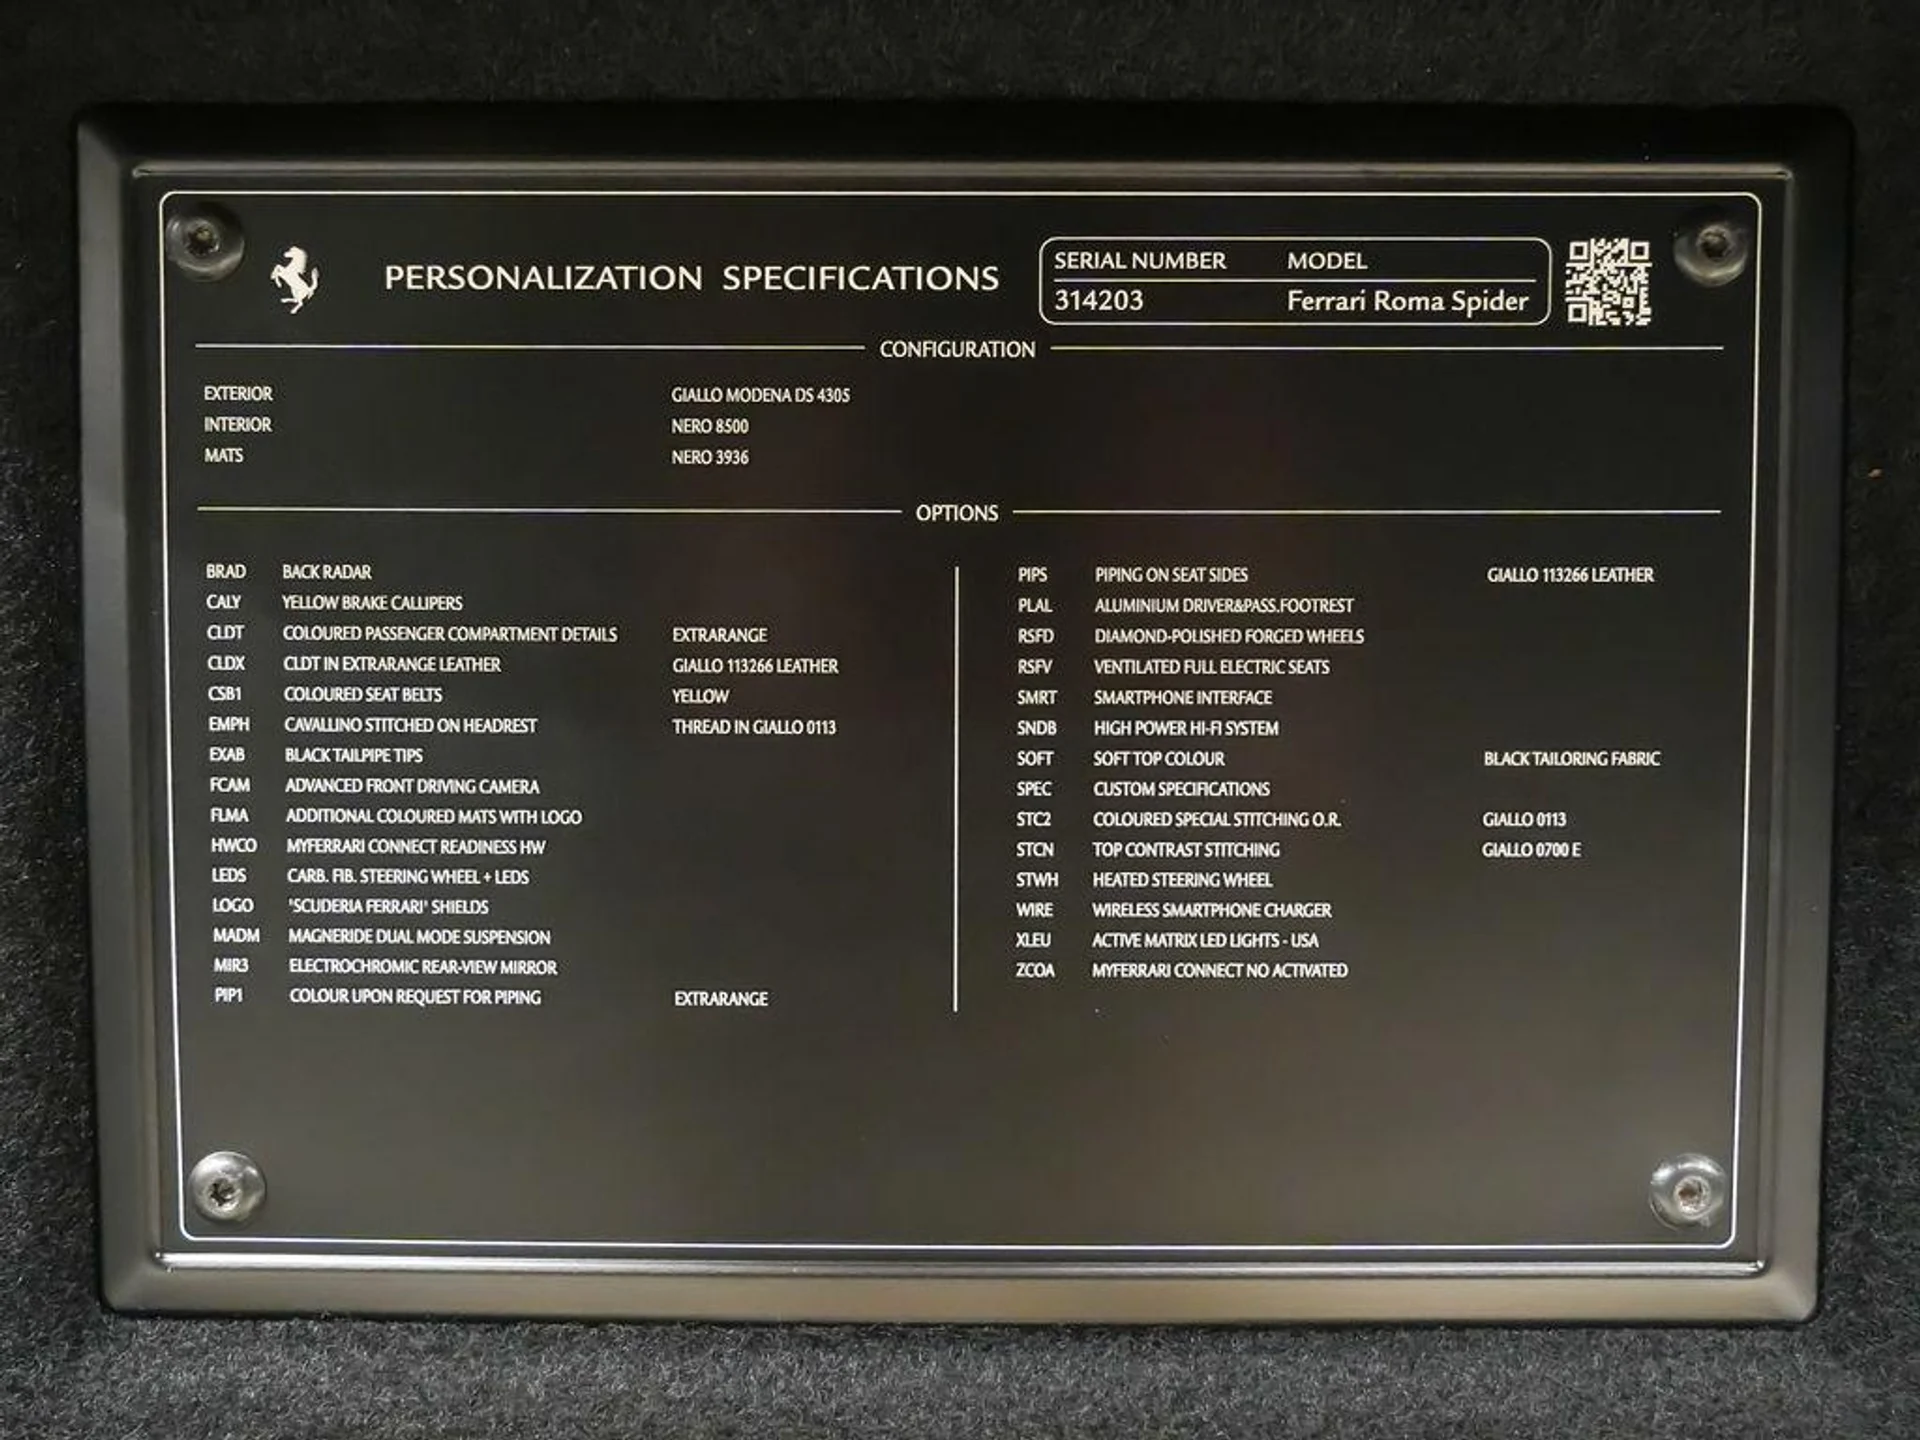 PERSONALIZATION SPECIFICATIONS
SERIAL NUMBER MODEL
314203 Ferrari Roma Spider
CONFIGURATION
EXTERIOR GIALLO MODENA DS 4305
INTERIOR NERO 8500
MATS NERO 3936
OPTIONS
BRAD BACK RADAR
CALY YELLOW BRAKE CALLIPERS
CLDT COLOURED PASSENGER COMPARTMENT DETAILS EXTRARANGE
CLDX CLDT IN EXTRARANGE LEATHER GIALLO 113266 LEATHER
CSB1 COLOURED SEAT BELTS YELLOW
EMPH CAVALLINO STITCHED ON HEADREST THREAD IN GIALLO 0113
EXAB BLACK TAILPIPE TIPS
FCAM ADVANCED FRONT DRIVING CAMERA
FLMA ADDITIONAL COLOURED MATS WITH LOGO
HWCO MYFERRARI CONNECT READINESS HW
LEDS CARB. FIB. STEERING WHEEL + LEDS
LOGO 'SCUDERIA FERRARI' SHIELDS
MADM MAGNERIDE DUAL MODE SUSPENSION
MIR3 ELECTROCHROMIC REAR-VIEW MIRROR
PIP1 COLOUR UPON REQUEST FOR PIPING EXTRARANGE
PIPS PIPING ON SEAT SIDES GIALLO 113266 LEATHER
PLAL ALUMINIUM DRIVER&PASS.FOOTREST
RSFD DIAMOND-POLISHED FORGED WHEELS
RSFV VENTILATED FULL ELECTRIC SEATS
SMRT SMARTPHONE INTERFACE
SNDB HIGH POWER HI-FI SYSTEM
SOFT SOFT TOP COLOUR BLACK TAILORING FABRIC
SPEC CUSTOM SPECIFICATIONS
STC2 COLOURED SPECIAL STITCHING O.R. GIALLO 0113
STCN TOP CONTRAST STITCHING GIALLO 0700 E
STWH HEATED STEERING WHEEL
WIRE WIRELESS SMARTPHONE CHARGER
XLEU ACTIVE MATRIX LED LIGHTS - USA
ZCOA MYFERRARI CONNECT NO ACTIVATED